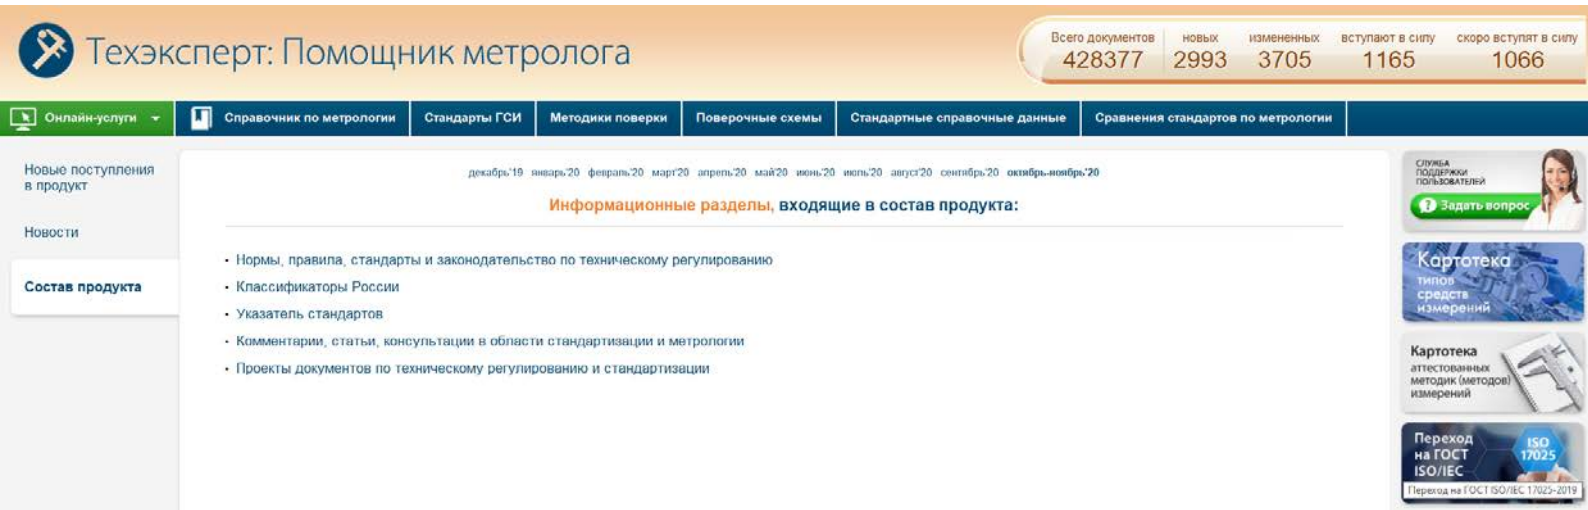 Техэксперт: Помощник метролога
Всего документов новых измененных вступают в силу скоро вступят в силу
428377 2993 3705 1165 1066
Онлайн-услуги Справочник по метрологии Стандарты ГСИ Методики поверки Поверочные схемы Стандартные справочные данные Сравнения стандартов по метрологии
Новые поступления
в продукт
Новости
Состав продукта
декабрь'19 январь'20 февраль'20 март'20 апрель'20 май'20 июнь'20 июль'20 август'20 сентябрь'20 октябрь-ноябрь'20
Информационные разделы, входящие в состав продукта:
• Нормы, правила, стандарты и законодательство по техническому регулированию
• Классификаторы России
• Указатель стандартов
• Комментарии, статьи, консультации в области стандартизации и метрологии
• Проекты документов по техническому регулированию и стандартизации
СЛУЖБА
ПОДДЕРЖКИ
ПОЛЬЗОВАТЕЛЕЙ
Задать вопрос
Картотека
типов
средств
измерений
Картотека
аттестованных
методик (методов)
измерений
Переход
на ГОСТ
ISO/IEC
ISO
17025
Переход на ГОСТ ISO/IEC 17025-2019